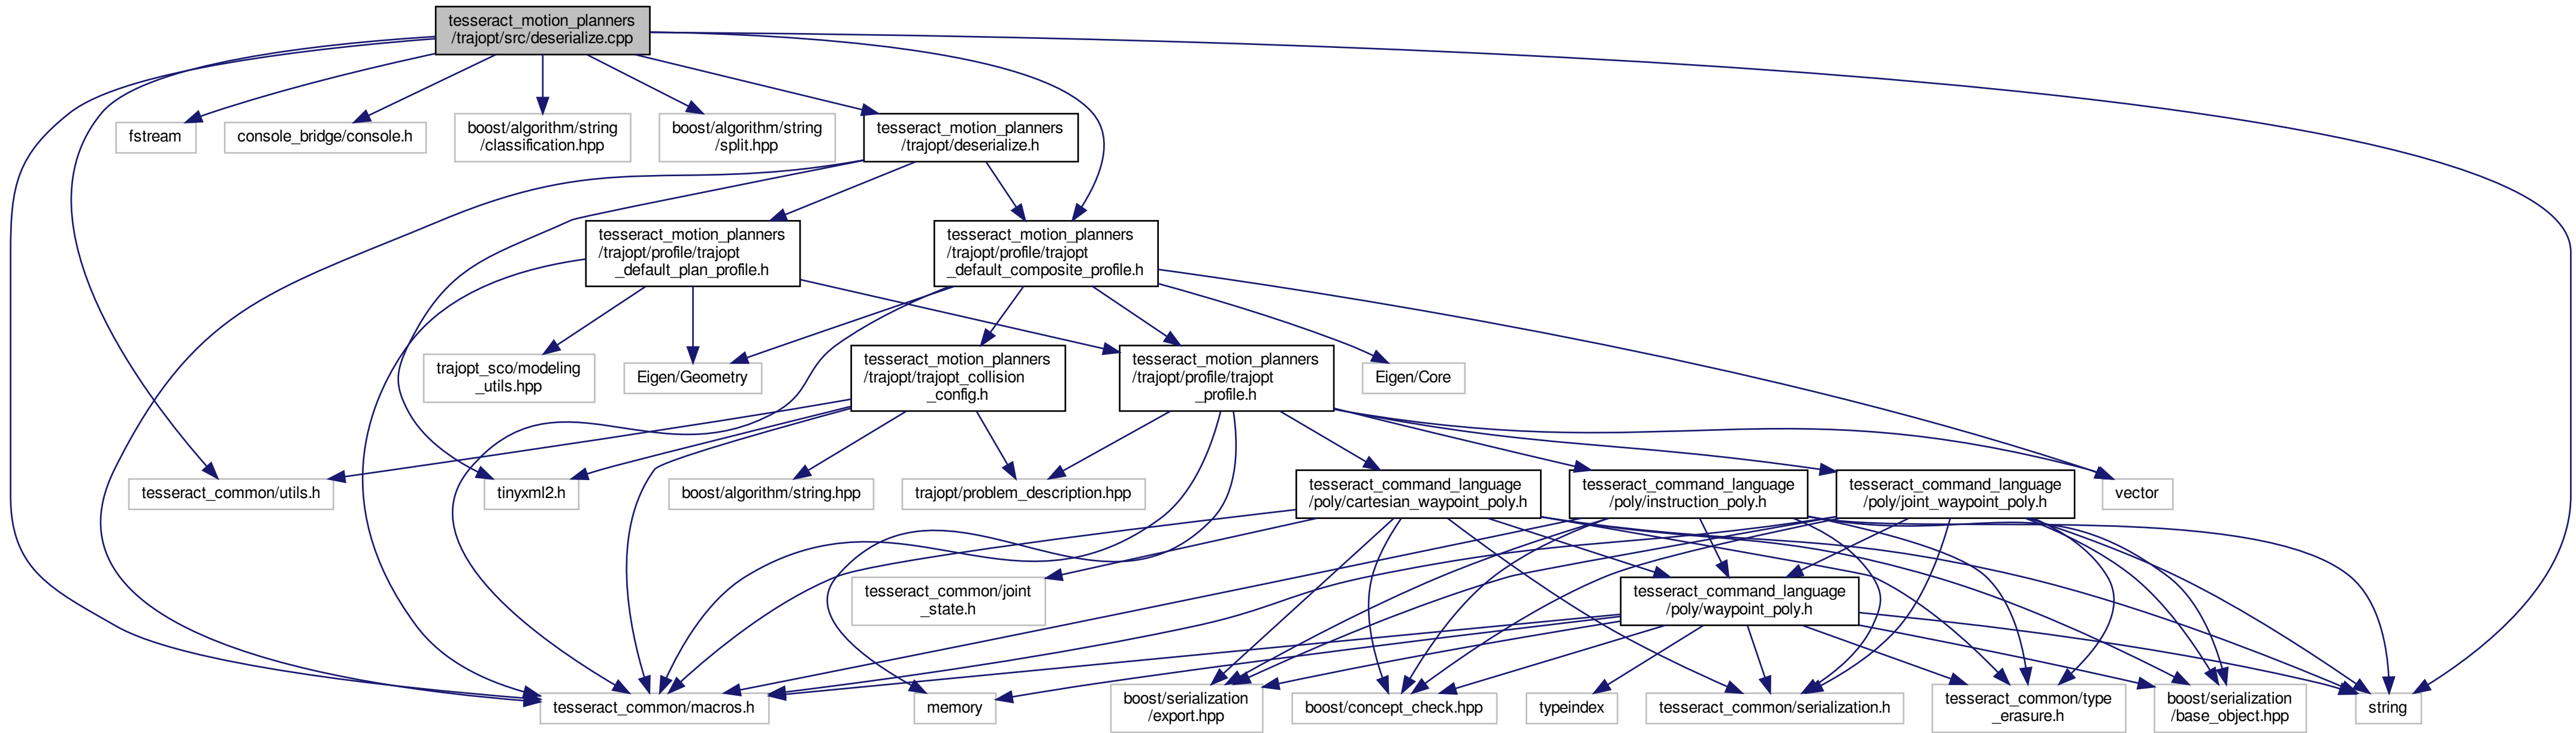 tesseract_motion_planners
/trajopt/src/deserialize.cpp
fstream
console_bridge/console.h
boost/algorithm/string
/classification.hpp
boost/algorithm/string
/split.hpp
tesseract_motion_planners
/trajopt/deserialize.h
tesseract_motion_planners
/trajopt/profile/trajopt
_default_plan_profile.h
tesseract_motion_planners
/trajopt/profile/trajopt
_default_composite_profile.h
trajopt_sco/modeling
_utils.hpp
Eigen/Geometry
tesseract_motion_planners
/trajopt/trajopt_collision
_config.h
tesseract_motion_planners
/trajopt/profile/trajopt
_profile.h
Eigen/Core
tesseract_common/utils.h
tinyxml2.h
boost/algorithm/string.hpp
trajopt/problem_description.hpp
tesseract_command_language
/poly/cartesian_waypoint_poly.h
tesseract_command_language
/poly/instruction_poly.h
tesseract_command_language
/poly/joint_waypoint_poly.h
vector
tesseract_common/joint
_state.h
tesseract_command_language
/poly/waypoint_poly.h
tesseract_common/macros.h
memory
boost/serialization
/export.hpp
boost/concept_check.hpp
typeindex
tesseract_common/serialization.h
tesseract_common/type
_erasure.h
boost/serialization
/base_object.hpp
string